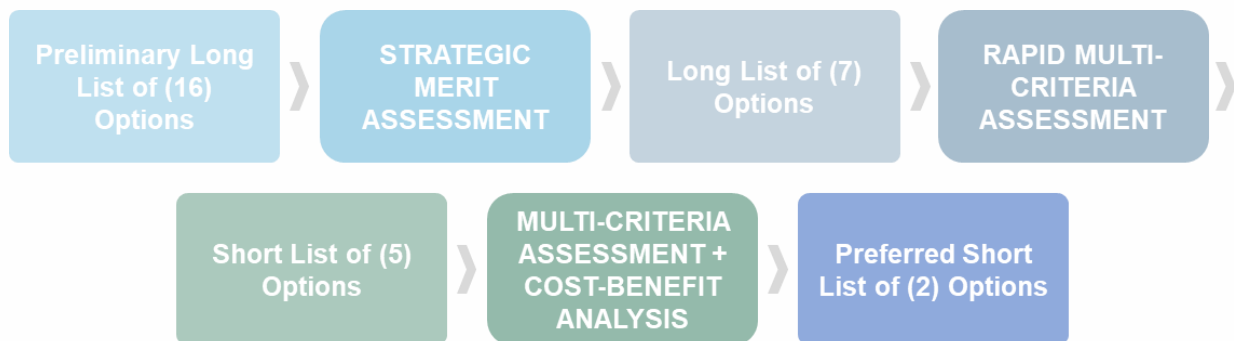 Preliminary Long
List of (16)
Options
STRATEGIC
MERIT
ASSESSMENT
Long List of (7)
Options
RAPID MULTI-
CRITERIA
ASSESSMENT
Short List of (5)
Options
MULTI-CRITERIA
ASSESSMENT +
COST-BENEFIT
ANALYSIS
Preferred Short
List of (2) Options